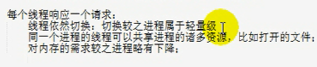 每个线程响应一个请求:
线程依然切换: 切换较之进程属于轻量级
同一个进程的线程可以共享进程的诸多资源, 比如打开的文件;
对内存的需求较之进程略有下降;